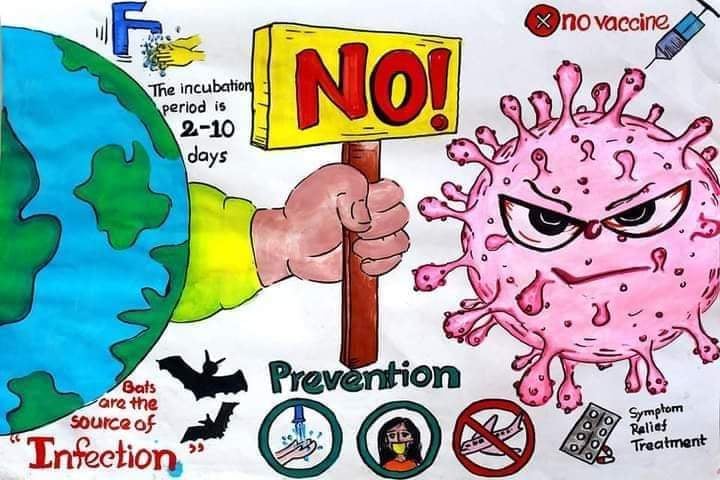 no vaccine
The incubation
period is
2-10
days
NO!
Prevention
Bats
are the
source of
"Infection"
Symptom
Relief
Treatment